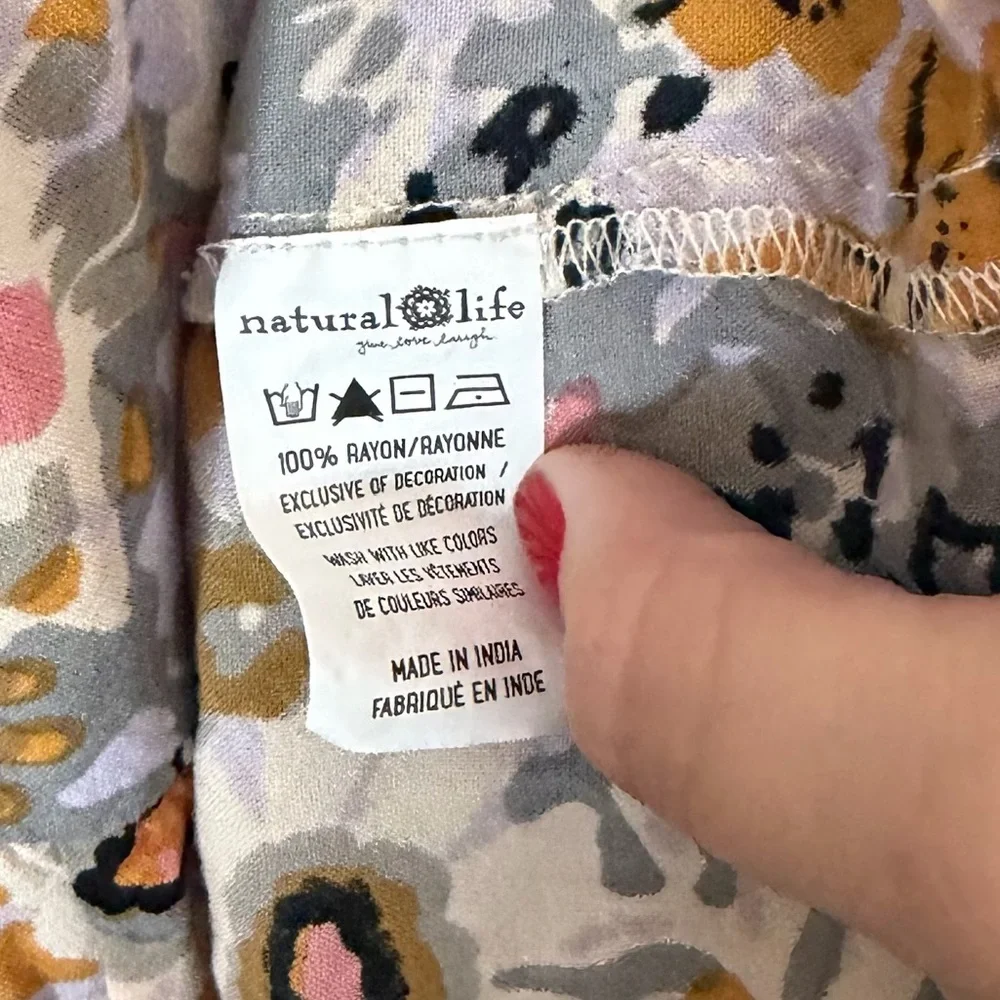 natural life
give love laugh
100% RAYON/RAYONNE
EXCLUSIVE OF DECORATION /
EXCLUSIVITÉ DE DÉCORATION
WASH WITH LIKE COLORS
LAVER LES VÊTEMENTS
DE COULEURS SIMILAIRES
MADE IN INDIA
FABRIQUÈ EN INDE